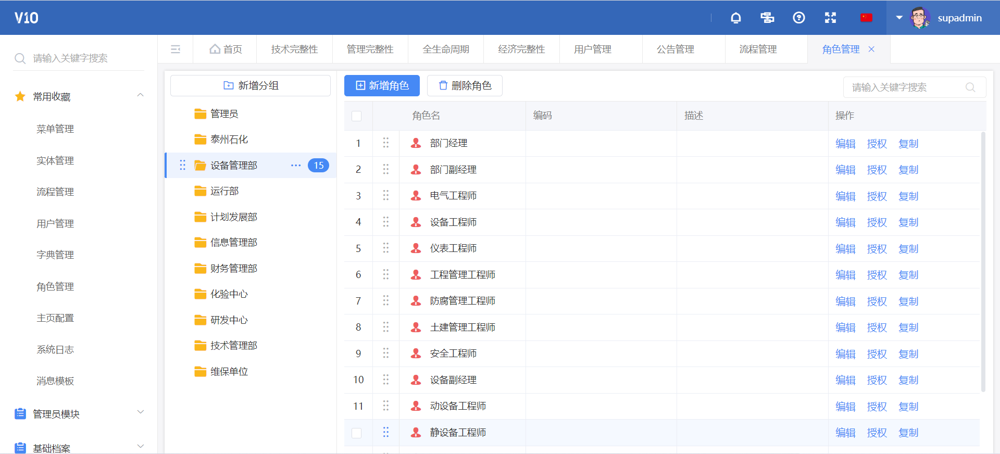 V10
supadmin
请输入关键字搜索
常用收藏
菜单管理
实体管理
流程管理
用户管理
字典管理
角色管理
主页配置
系统日志
消息模板
管理员模块
基础档案
首页
技术完整性
管理完整性
全生命周期
经济完整性
用户管理
公告管理
流程管理
角色管理
新增分组
管理员
泰州石化
设备管理部
15
运行部
计划发展部
信息管理部
财务管理部
化验中心
研发中心
技术管理部
维保单位
新增角色
删除角色
请输入关键字搜索
角色名 编码 描述 操作
1 部门经理 编辑 授权 复制
2 部门副经理 编辑 授权 复制
3 电气工程师 编辑 授权 复制
4 设备工程师 编辑 授权 复制
5 仪表工程师 编辑 授权 复制
6 工程管理工程师 编辑 授权 复制
7 防腐管理工程师 编辑 授权 复制
8 土建管理工程师 编辑 授权 复制
9 安全工程师 编辑 授权 复制
10 设备副经理 编辑 授权 复制
11 动设备工程师 编辑 授权 复制
静设备工程师 编辑 授权 复制